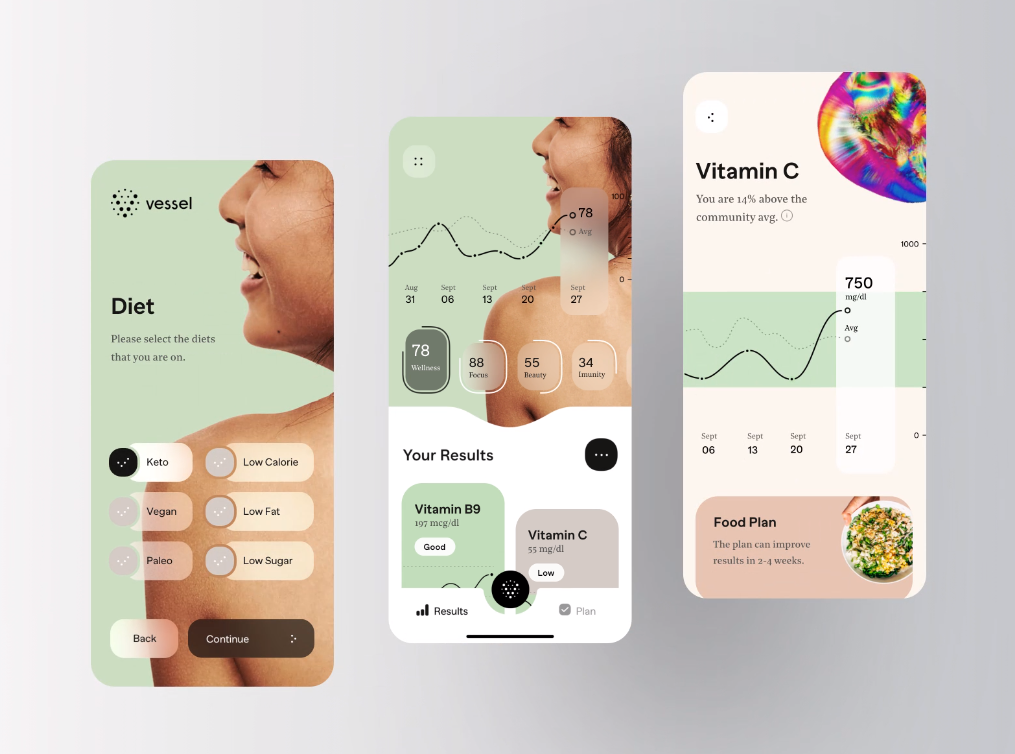 vessel
Diet
Please select the diets
that you are on.
Keto
Low Calorie
Vegan
Low Fat
Paleo
Low Sugar
Back
Continue
100
78
Avg
0
Aug
31
Sept
06
Sept
13
Sept
20
Sept
27
78
Wellness
88
Focus
55
Beauty
34
Imunity
Your Results
Vitamin B9
197 mcg/dl
Good
Vitamin C
55 mg/dl
Low
Results
Plan
Vitamin C
You are 14% above the
community avg.
1000
750
mg/dl
Avg
0
Sept
06
Sept
13
Sept
20
Sept
27
Food Plan
The plan can improve
results in 2-4 weeks.